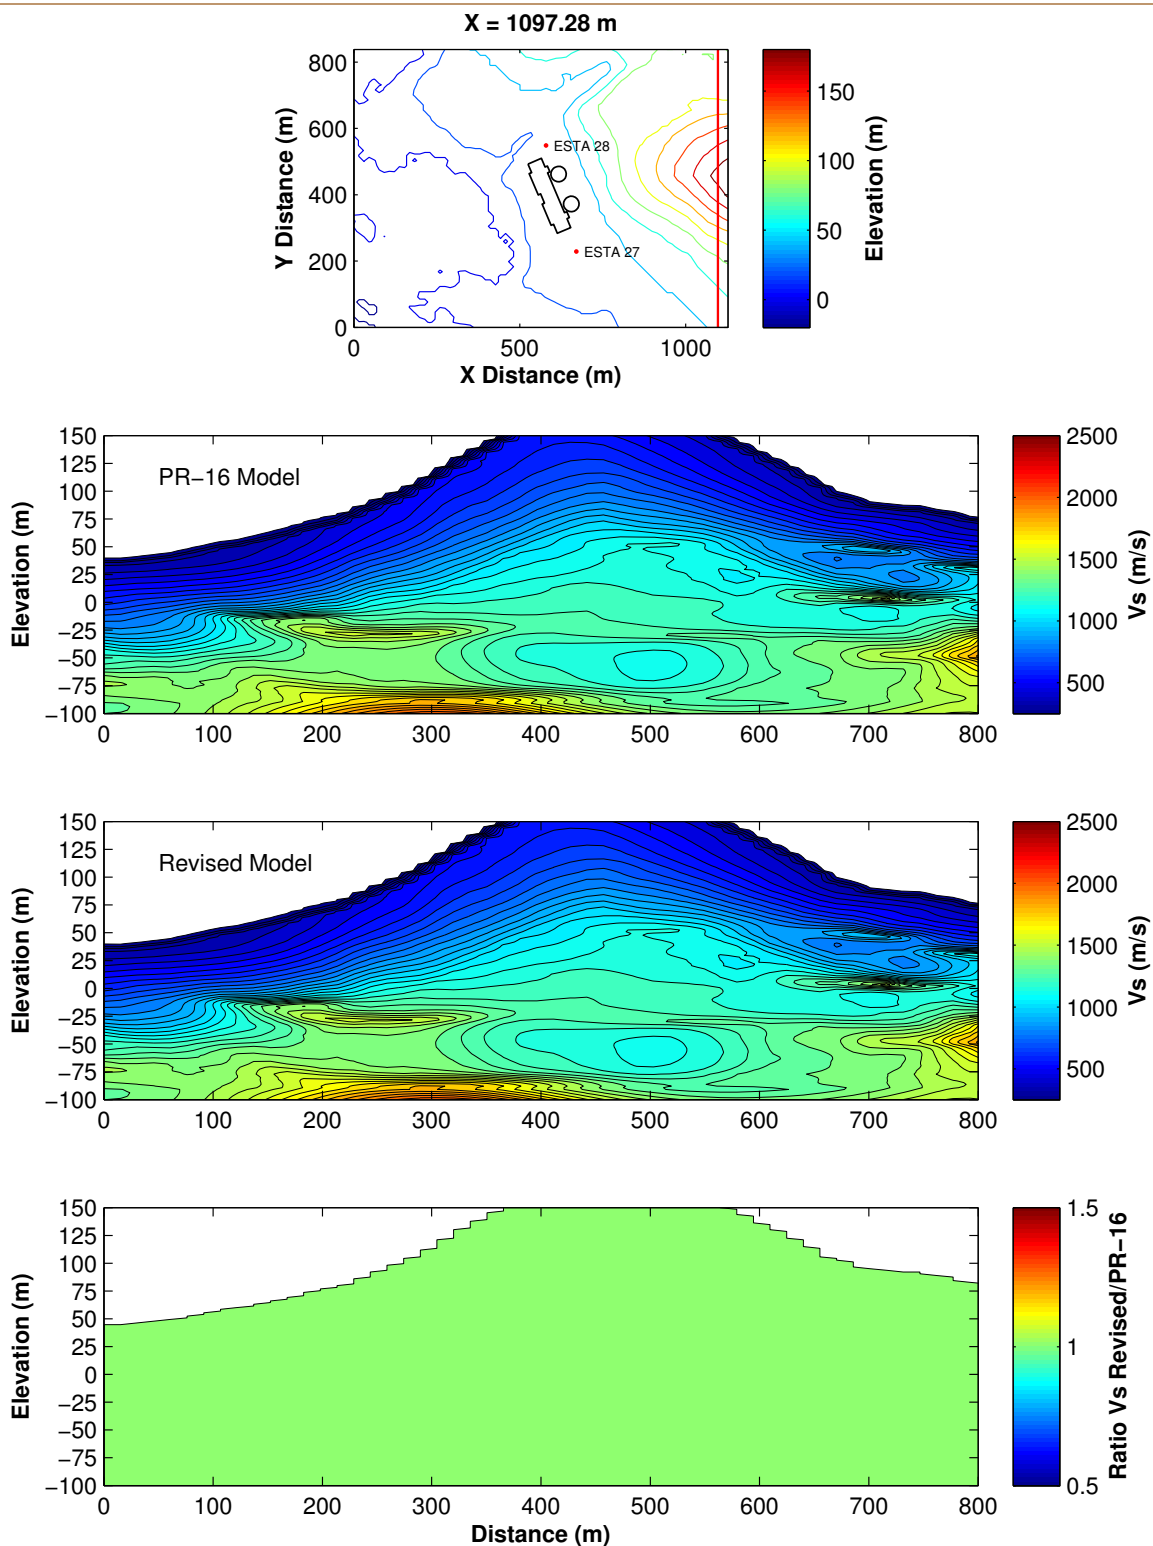 X = 1097.28 m
800
600
400
200
0
Y Distance (m)
ESTA 28
ESTA 27
0 500 1000
X Distance (m)
150
100
50
0
Elevation (m)
150
125
100
75
50
25
0
−25
−50
−75
−100
Elevation (m)
PR−16 Model
0 100 200 300 400 500 600 700 800
2500
2000
1500
1000
500
Vs (m/s)
150
125
100
75
50
25
0
−25
−50
−75
−100
Elevation (m)
Revised Model
0 100 200 300 400 500 600 700 800
2500
2000
1500
1000
500
Vs (m/s)
150
125
100
75
50
25
0
−25
−50
−75
−100
Elevation (m)
0 100 200 300 400 500 600 700 800
Distance (m)
1.5
1
0.5
Ratio Vs Revised/PR−16